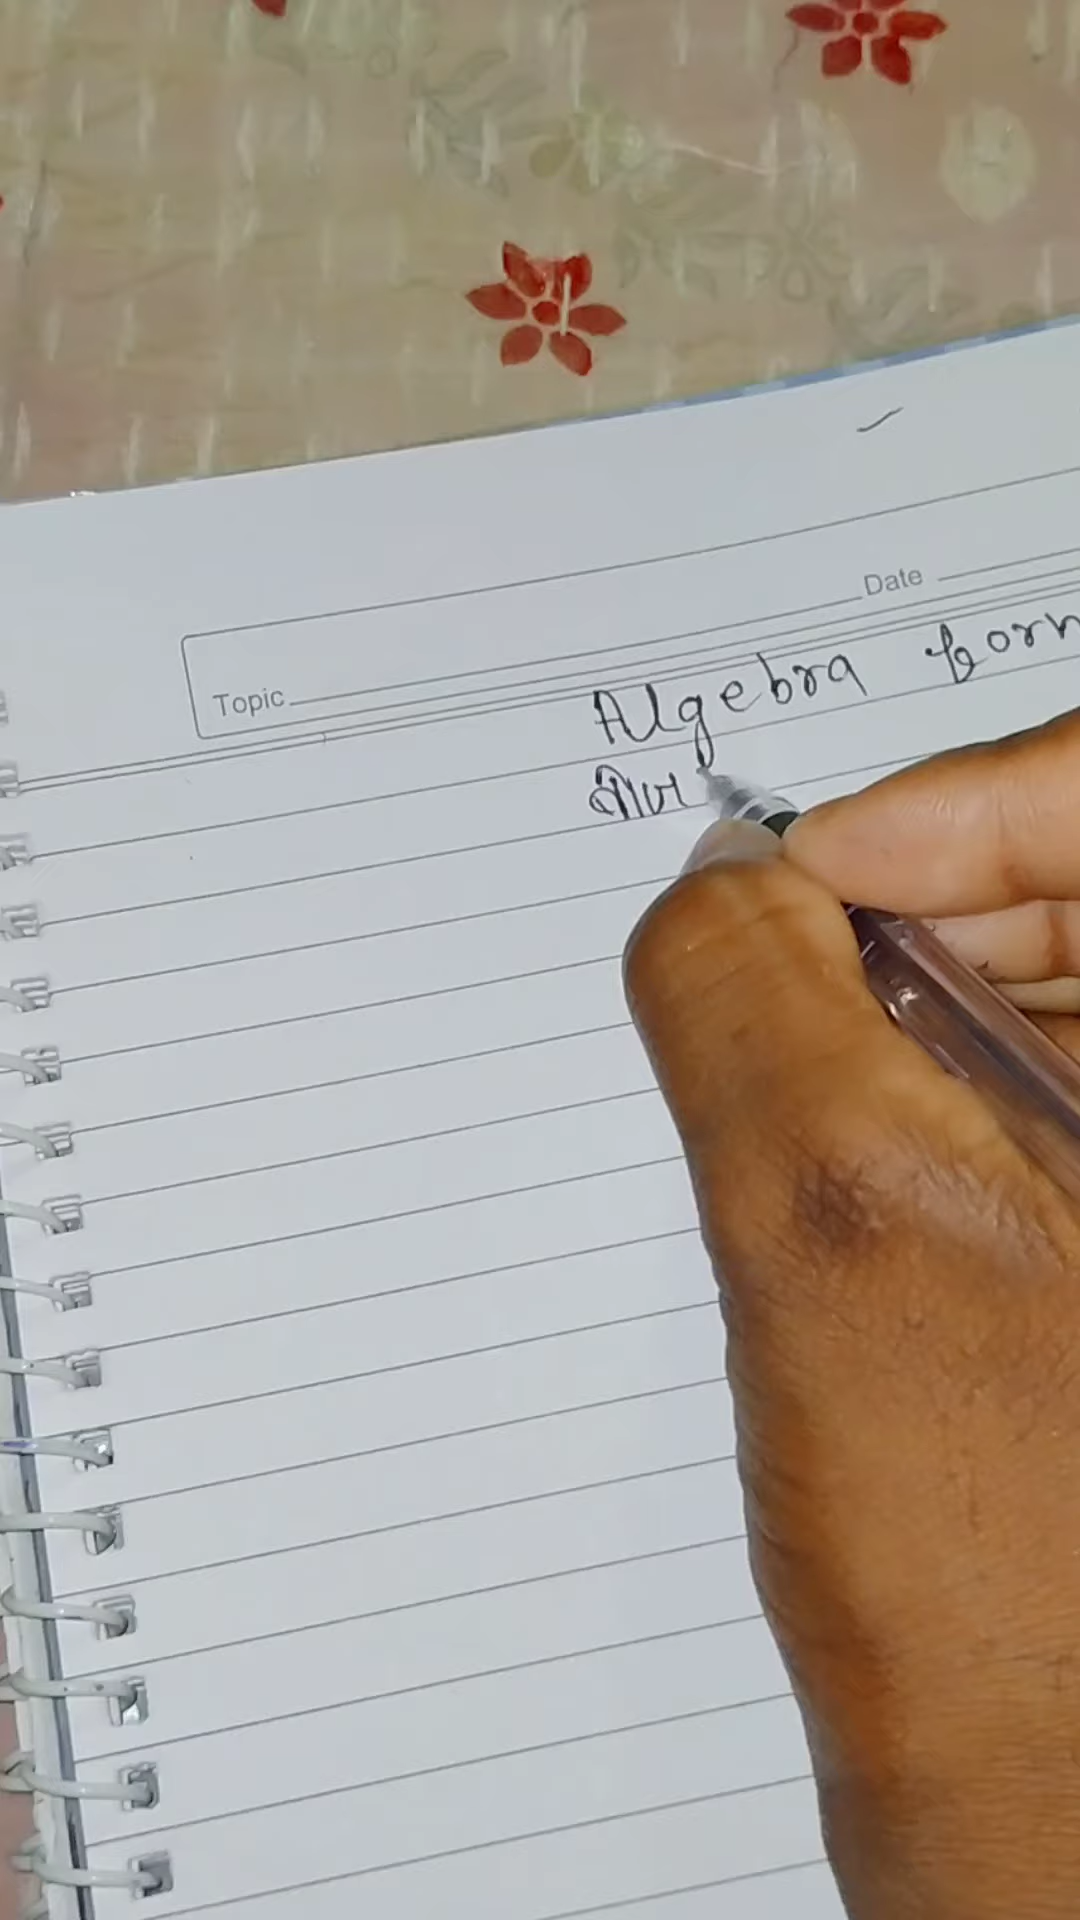 Date
Topic
Algebra form
बीज